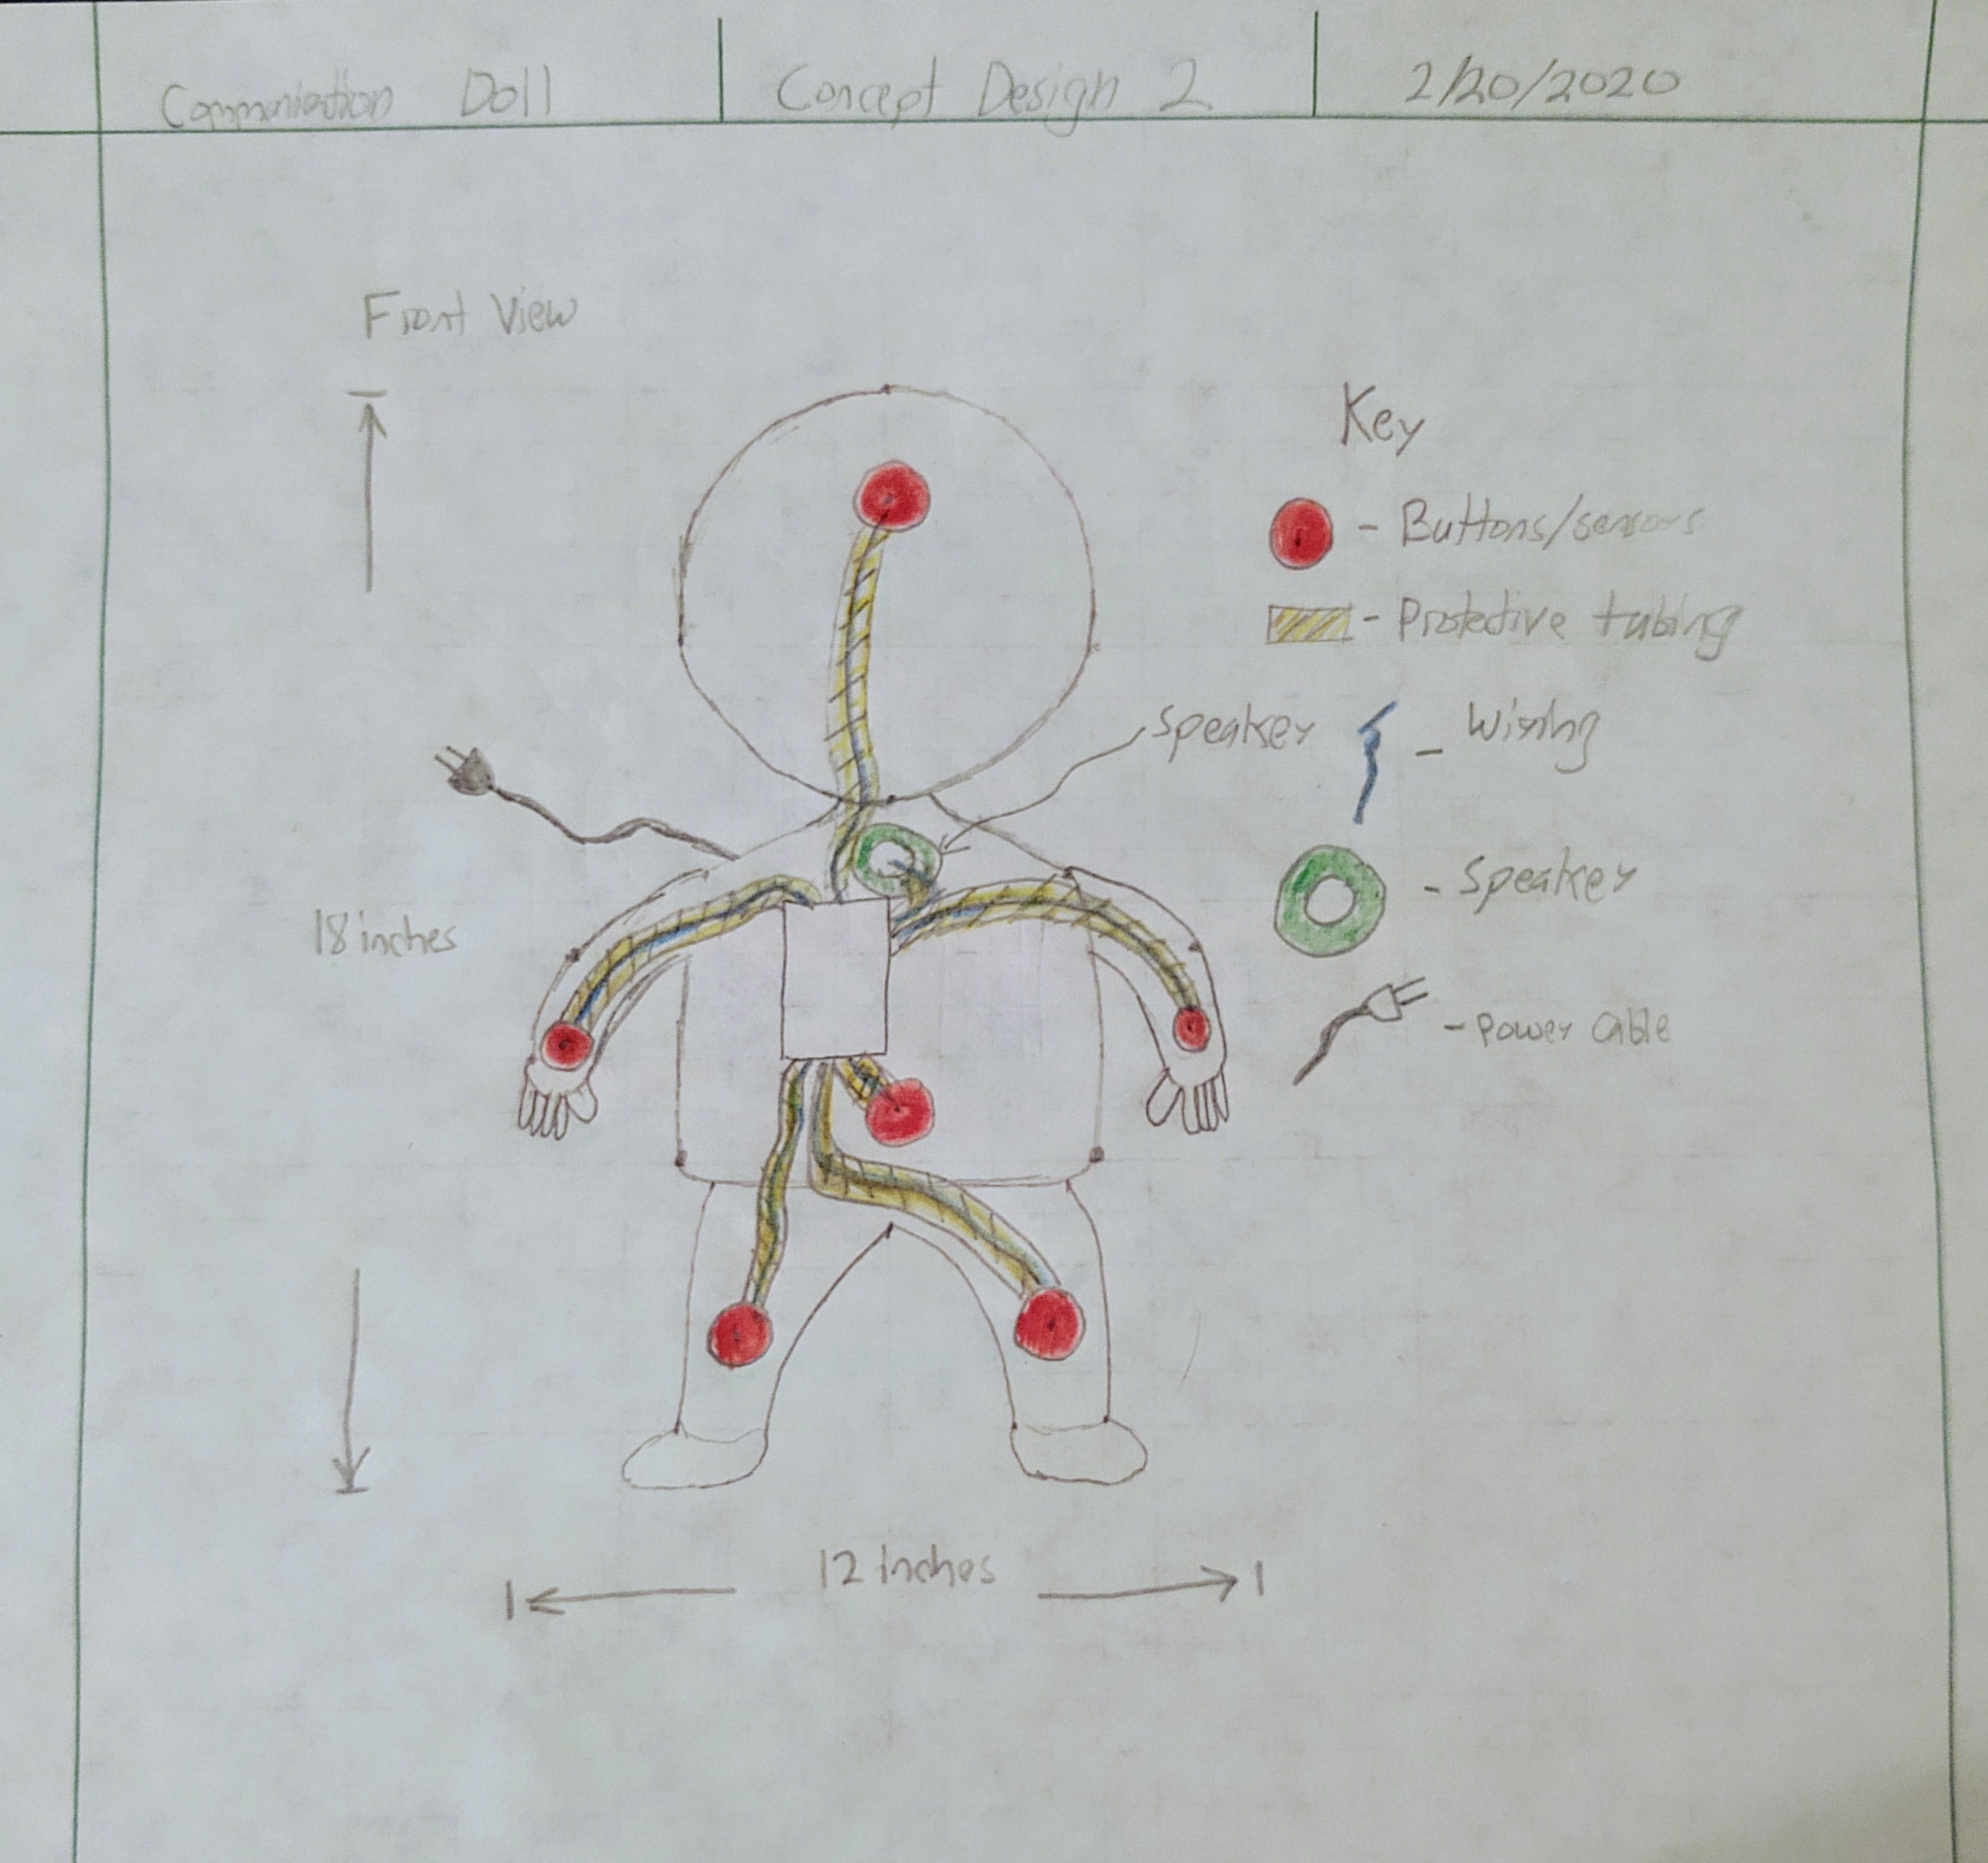 Communication Doll
Concept Design 2
2/20/2020
Front View
Key
- Buttons/sensors
- Protective tubing
speaker
- Wiring
- Speaker
18 inches
- Power Cable
12 inches